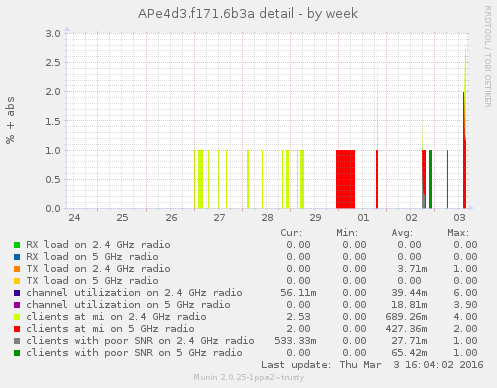 APe4d3.f171.6b3a detail - by week
RRDTOOL / TOBI OETIKER
% + abs
3.0
2.5
2.0
1.5
1.0
0.5
0.0
24 25 26 27 28 29 01 02 03
Cur: Min: Avg: Max:
RX load on 2.4 GHz radio 0.00 0.00 0.00 0.00
RX load on 5 GHz radio 0.00 0.00 0.00 0.00
TX load on 2.4 GHz radio 0.00 0.00 3.71m 1.00
TX load on 5 GHz radio 0.00 0.00 0.00 0.00
channel utilization on 2.4 GHz radio 56.11m 0.00 39.44m 6.00
channel utilization on 5 GHz radio 0.00 0.00 18.81m 3.90
clients at mi on 2.4 GHz radio 2.53 0.00 689.26m 4.00
clients at mi on 5 GHz radio 2.00 0.00 427.36m 2.00
clients with poor SNR on 2.4 GHz radio 533.33m 0.00 27.71m 1.00
clients with poor SNR on 5 GHz radio 0.00 0.00 65.42m 1.00
Last update: Thu Mar 3 16:04:02 2016
Munin 2.0.25-1ppa2~trusty